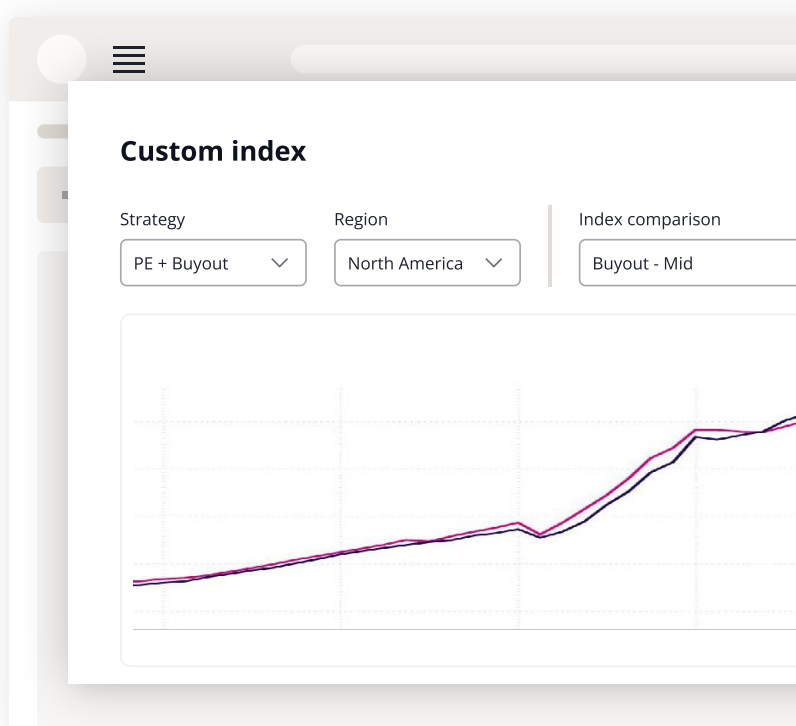 Custom index
Strategy
Region
Index comparison
PE + Buyout
North America
Buyout - Mid